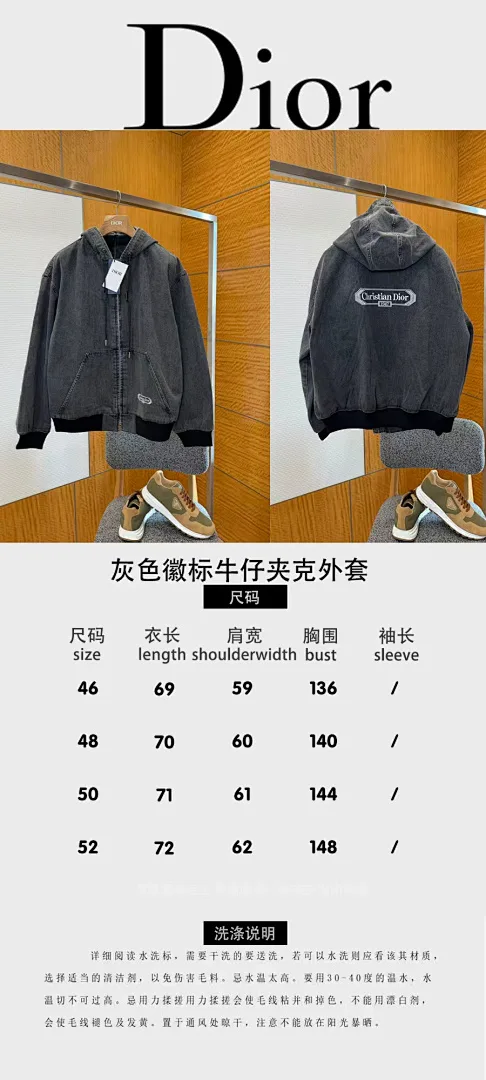 Dior
DIOR
DIOR
Christian Dior
灰色徽标牛仔夹克外套
尺码
尺码 衣长 肩宽 胸围 袖长
size length shoulderwidth bust sleeve
46 69 59 136 /
48 70 60 140 /
50 71 61 144 /
52 72 62 148 /
洗涤说明
详细阅读水洗标，需要干洗的要送洗，若可以水洗则应看该其材质，
选择适当的清洁剂，以免伤害毛料。忌水温太高。要用30-40度的温水，水
温切不可过高。忌用力揉搓用力揉搓会使毛线粘并和掉色，不能用漂白剂，
会使毛线褪色及发黄。置于通风处晾干，注意不能放在阳光暴晒。